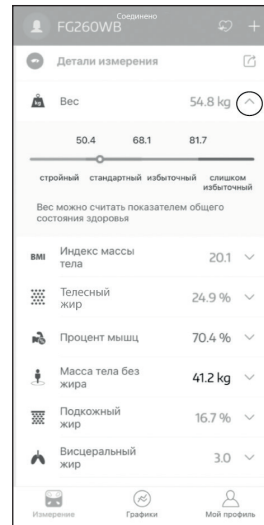 Соединено
FG260WB
Детали измерения
Вес 54.8 kg
50.4 68.1 81.7
стройный стандартный избыточный слишком
избыточный
Вес можно считать показателем общего
состояния здоровья
BMI Индекс массы
тела 20.1
Телесный
жир 24.9 %
Процент мышц 70.4 %
Масса тела без
жира 41.2 kg
Подкожный
жир 16.7 %
Висцеральный
жир 3.0
Измерение Графики Мой профиль